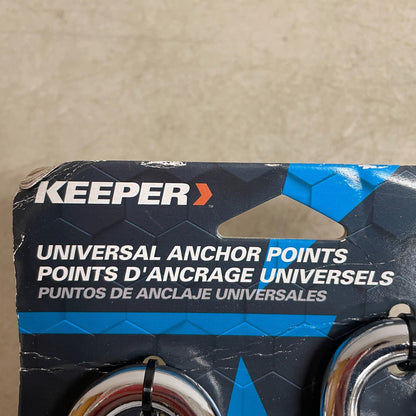 KEEPER
UNIVERSAL ANCHOR POINTS
POINTS D'ANCRAGE UNIVERSELS
PUNTOS DE ANCLAJE UNIVERSALES